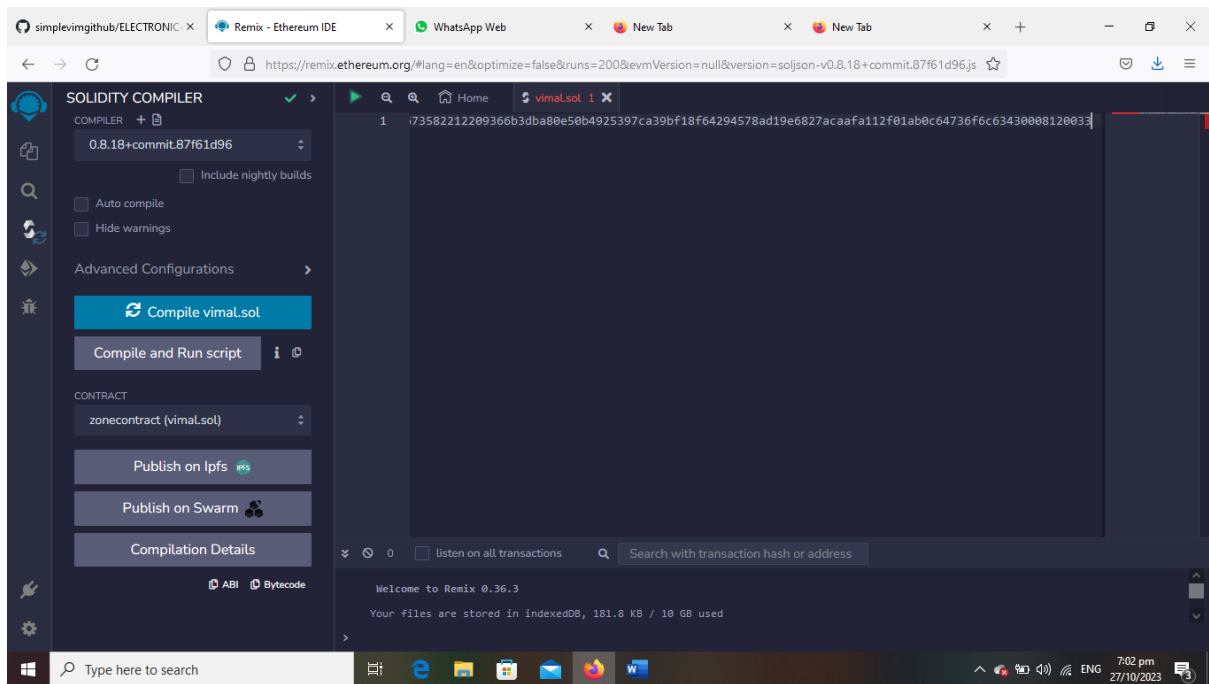 simplevimgithub/ELECTRONIC-
Remix - Ethereum IDE
WhatsApp Web
New Tab
New Tab
https://remix.ethereum.org/#lang=en&optimize=false&runs=200&evmVersion=null&version=soljson-v0.8.18+commit.87f61d96.js
SOLIDITY COMPILER
COMPILER
0.8.18+commit.87f61d96
Include nightly builds
Auto compile
Hide warnings
Advanced Configurations
Compile vimal.sol
Compile and Run script
CONTRACT
zonecontract (vimal.sol)
Publish on Ipfs
IPFS
Publish on Swarm
Compilation Details
ABI Bytecode
Home
vimal.sol 1
1 573582212209366b3dba80e50b4925397ca39bf18f64294578ad19e6827acaafa112f01ab0c64736f6c63430008120033
0 listen on all transactions
Search with transaction hash or address
Welcome to Remix 0.36.3
Your files are stored in indexedDB, 181.8 KB / 10 GB used
>
Type here to search
ENG
7:02 pm
27/10/2023
3